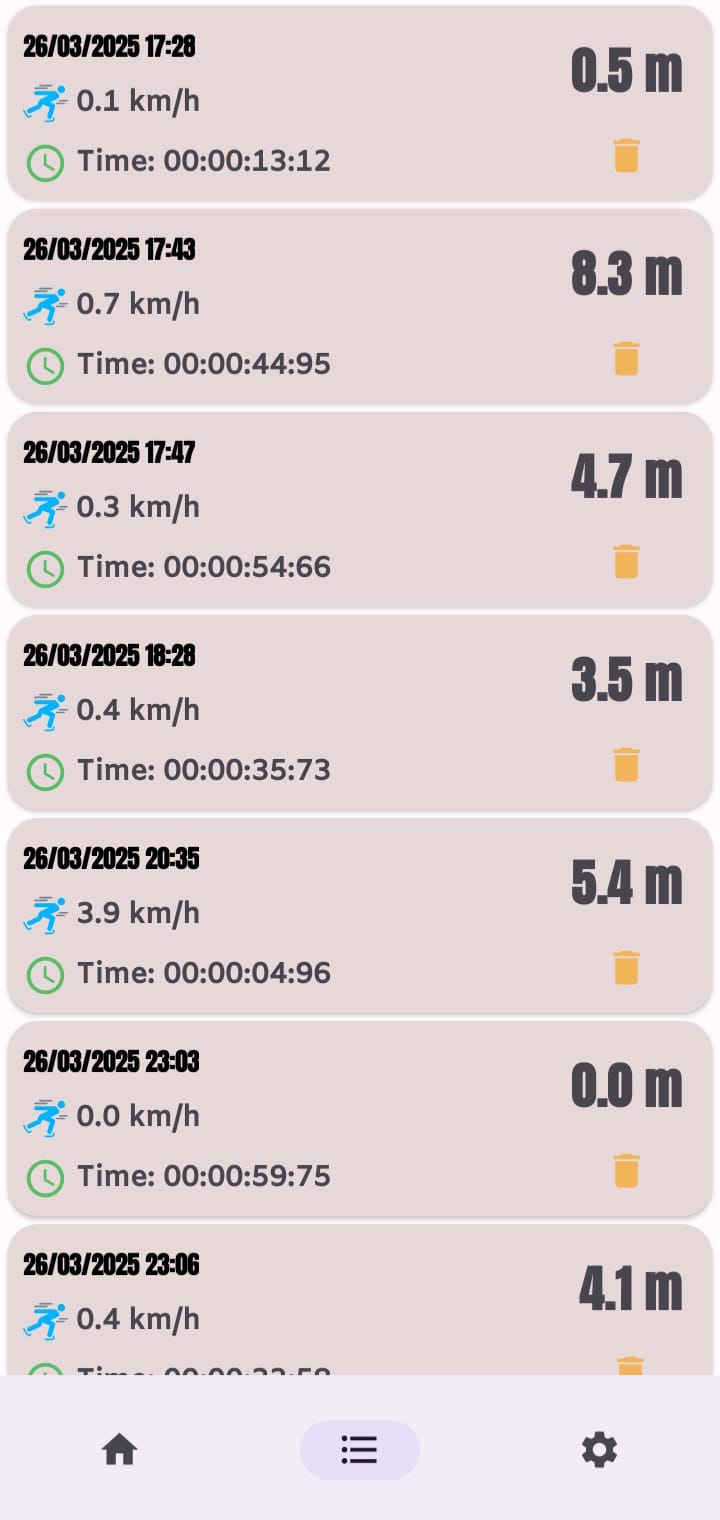 26/03/2025 17:28
0.5 m
0.1 km/h
Time: 00:00:13:12
26/03/2025 17:43
8.3 m
0.7 km/h
Time: 00:00:44:95
26/03/2025 17:47
4.7 m
0.3 km/h
Time: 00:00:54:66
26/03/2025 18:28
3.5 m
0.4 km/h
Time: 00:00:35:73
26/03/2025 20:35
5.4 m
3.9 km/h
Time: 00:00:04:96
26/03/2025 23:03
0.0 m
0.0 km/h
Time: 00:00:59:75
26/03/2025 23:06
4.1 m
0.4 km/h
Time: